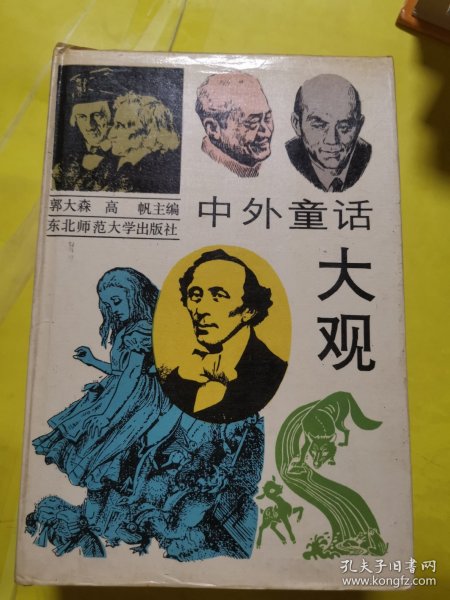 郭大森 高 帆主编
东北师范大学出版社
中外童话
大观
孔夫子旧书网
www.kongfz.com